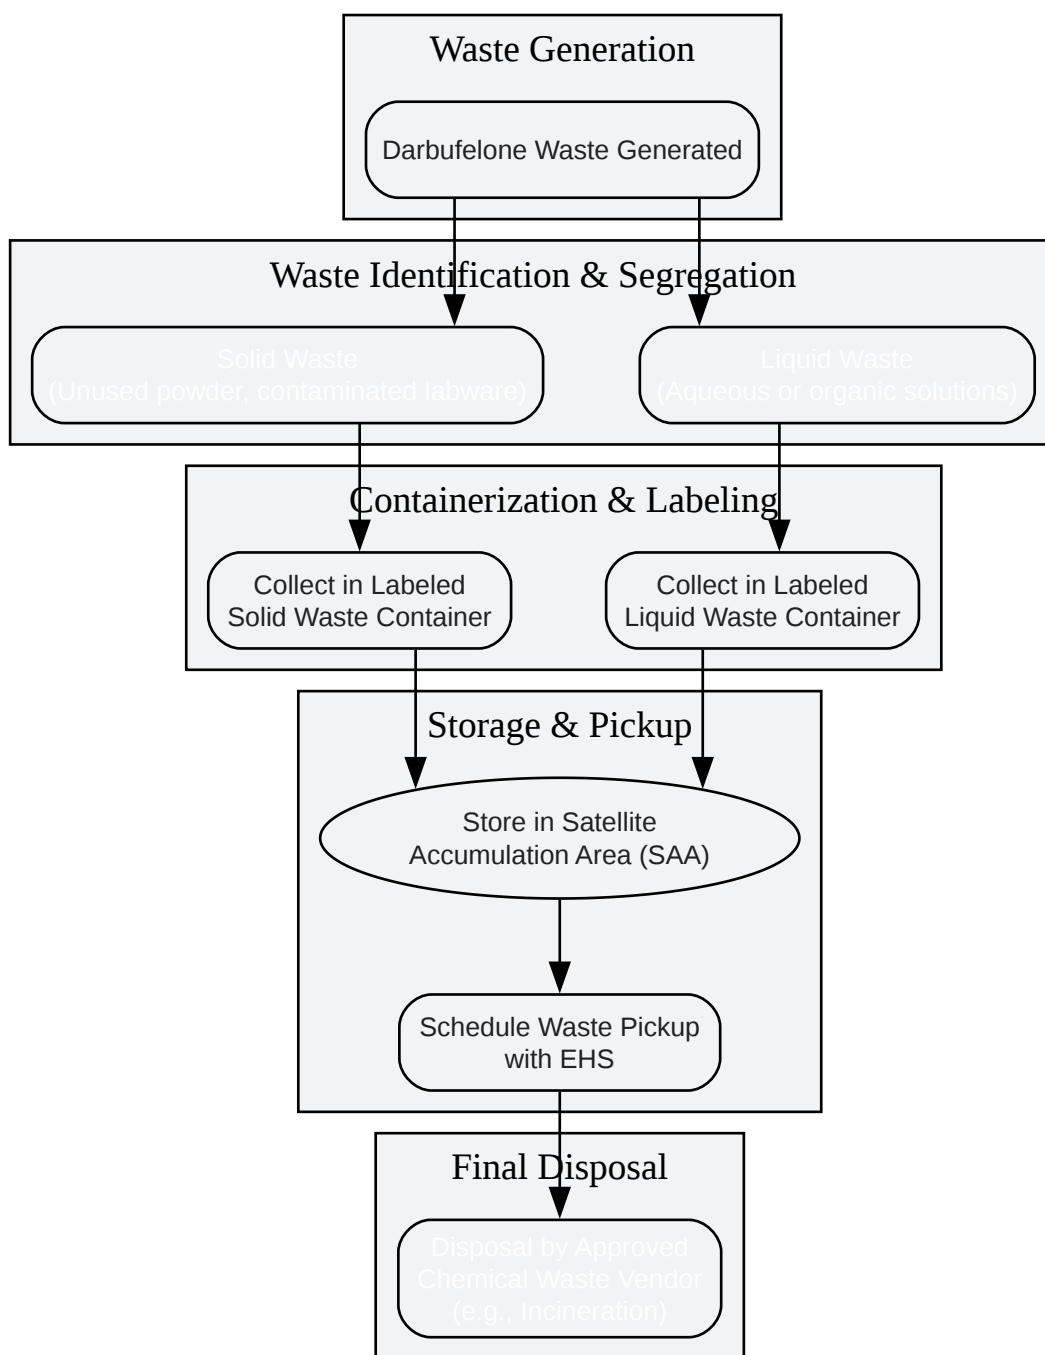 Waste Generation
Darbufelone Waste Generated
Waste Identification & Segregation
Solid Waste
(Unused powder, contaminated labware)
Liquid Waste
(Aqueous or organic solutions)
Containerization & Labeling
Collect in Labeled
Solid Waste Container
Collect in Labeled
Liquid Waste Container
Storage & Pickup
Store in Satellite
Accumulation Area (SAA)
Schedule Waste Pickup
with EHS
Final Disposal
Disposal by Approved
Chemical Waste Vendor
(e.g., Incineration)